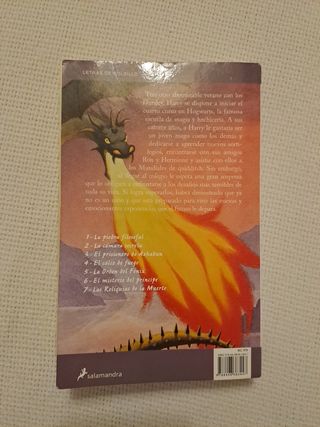 LETRAS DE BOLSILLO
Tras otro abominable verano con los
Dursley, Harry se dispone a iniciar el
cuarto curso en Hogwarts, la famosa
escuela de magia y hechicería. A sus
catorce años, a Harry le gustaría ser
un joven mago como los demás y
dedicarse a aprender nuevos sorti-
legios, encontrarse con sus amigos
Ron y Hermione y asistir con ellos a
los Mundiales de quidditch. Sin embargo,
al llegar al colegio le espera una gran sorpresa
que lo obligará a enfrentarse a los desafíos más temibles de
toda su vida. Si logra superarlos, habrá demostrado que ya
no es un niño y que está preparado para vivir las nuevas y
emocionantes experiencias que el futuro le depara.
1 - La piedra filosofal
2 - La cámara secreta
3 - El prisionero de Azkaban
4 - El cáliz de fuego
5 - La Orden del Fénix
6 - El misterio del príncipe
7 - Las Reliquias de la Muerte
salamandra